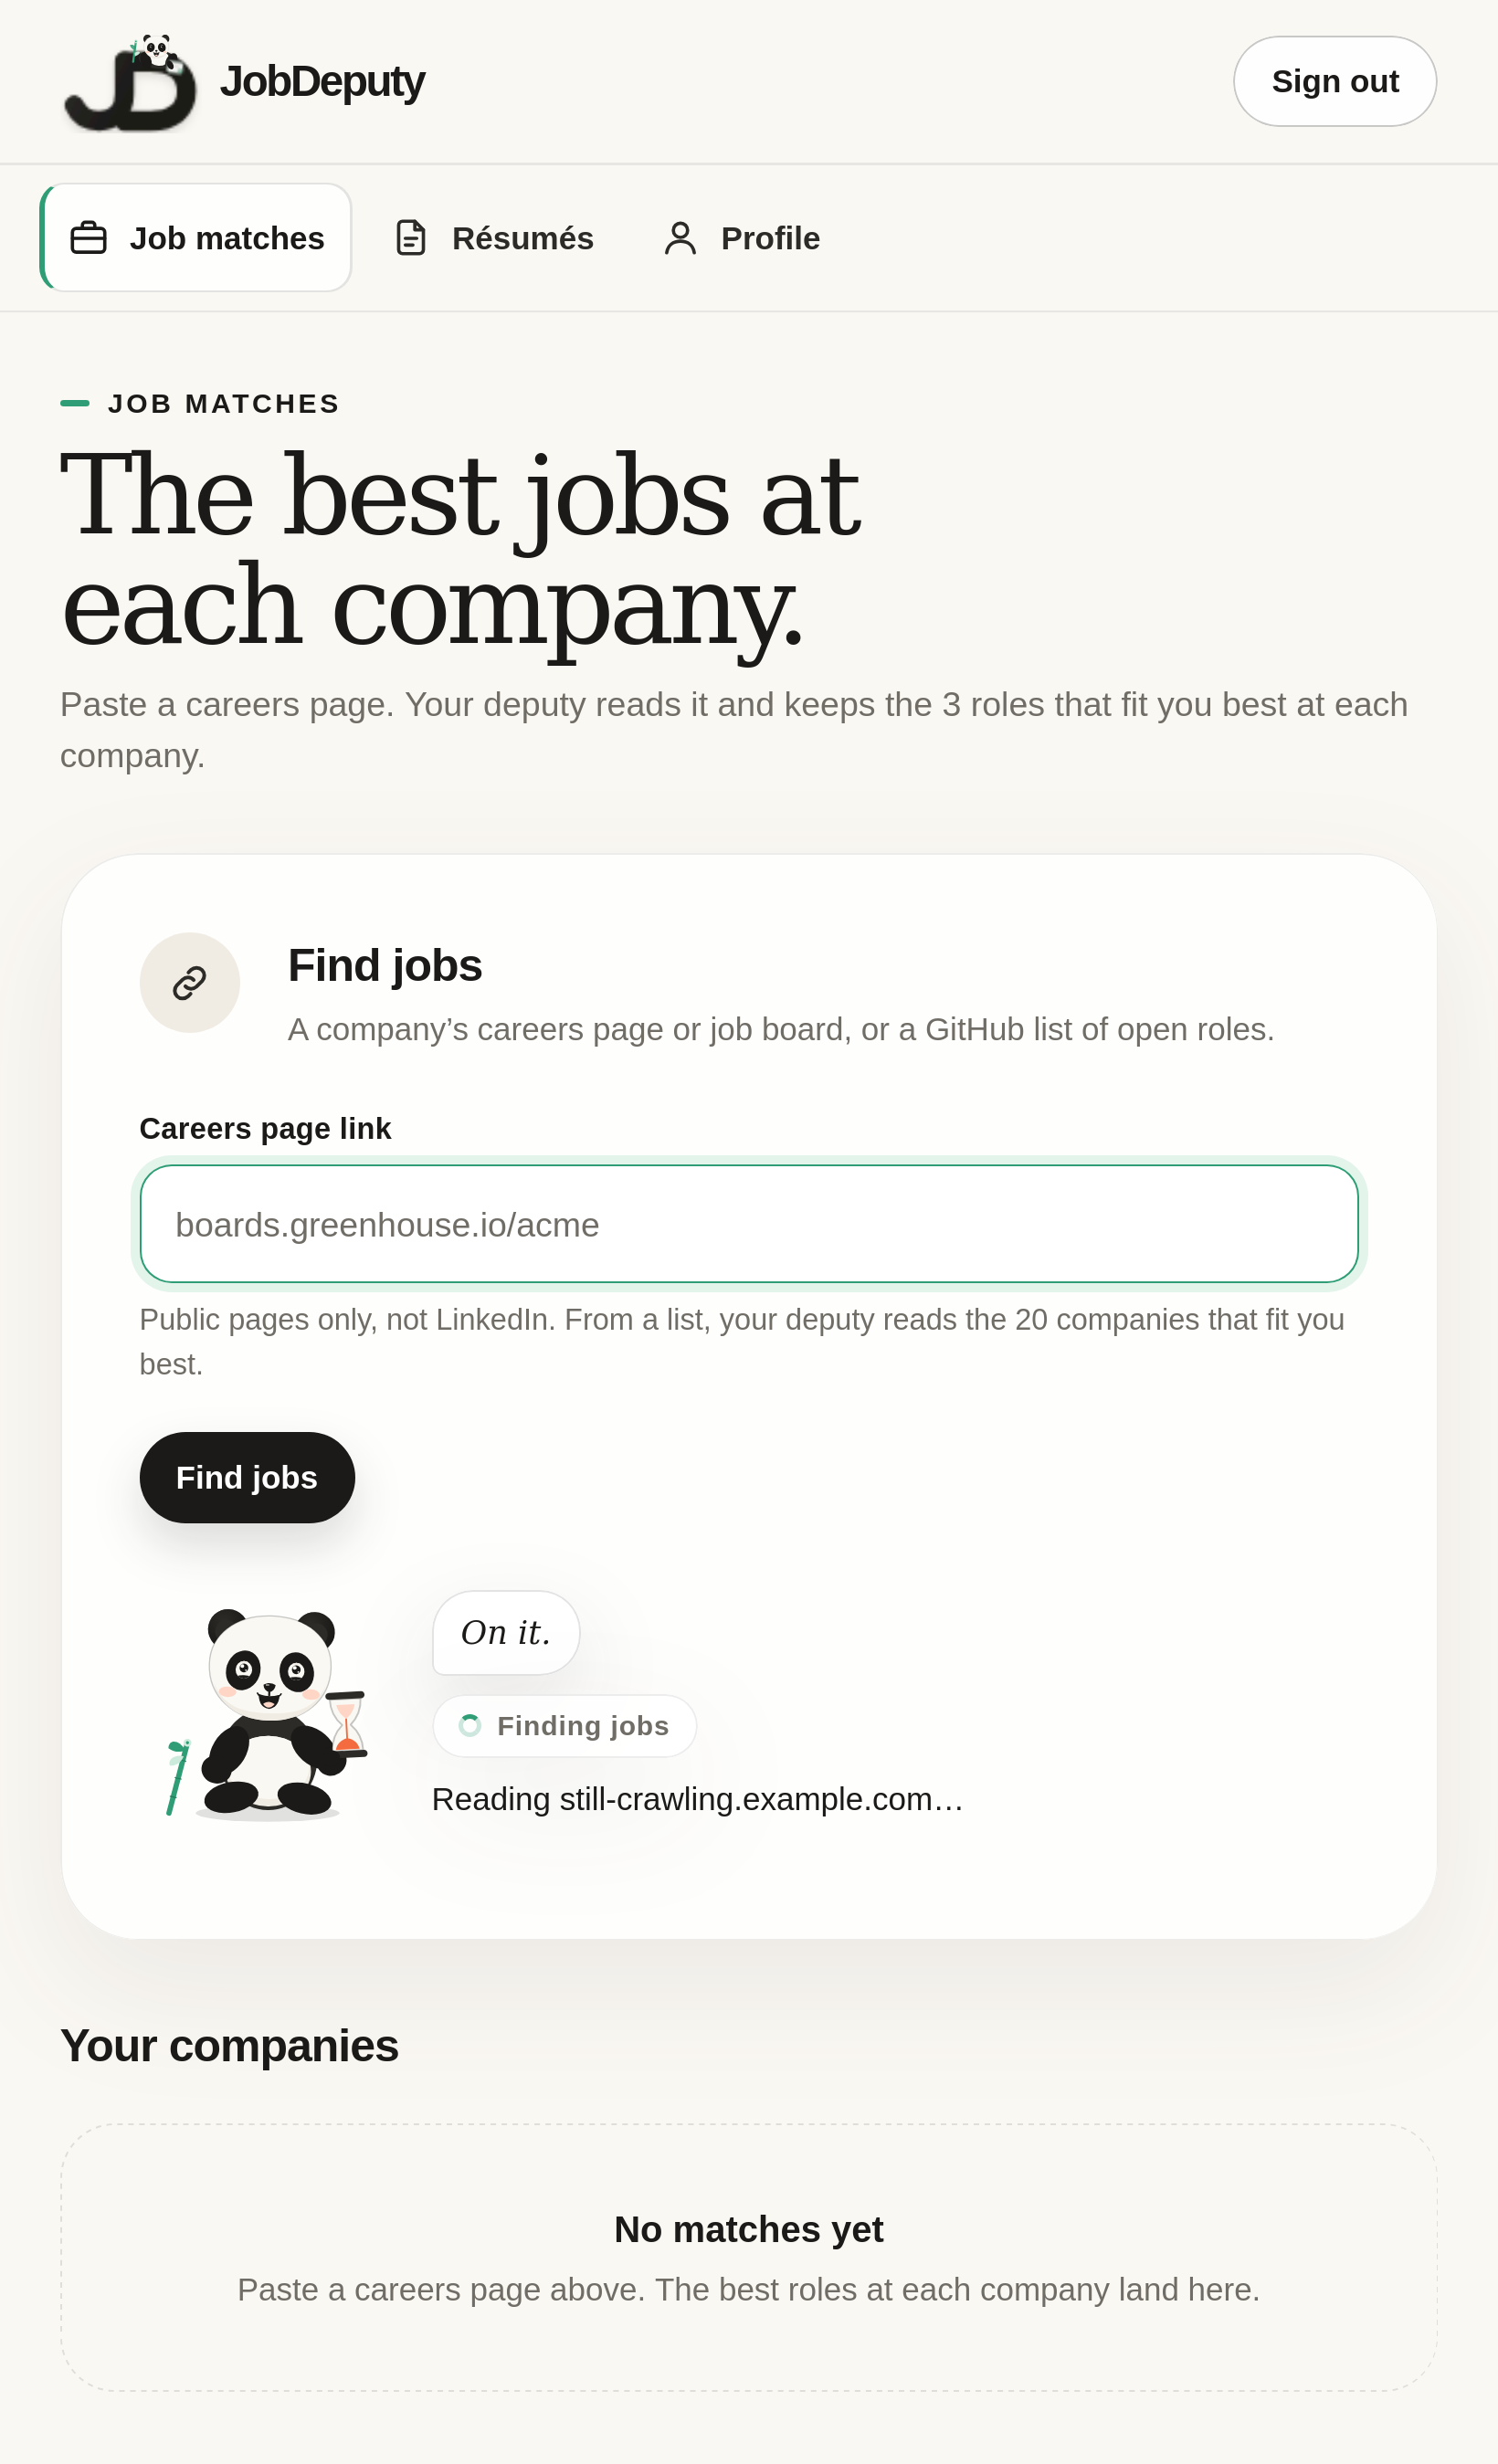 JobDeputy
Sign out
Job matches
Résumés
Profile
JOB MATCHES
The best jobs at
each company.
Paste a careers page. Your deputy reads it and keeps the 3 roles that fit you best at each
company.
Find jobs
A company’s careers page or job board, or a GitHub list of open roles.
Careers page link
boards.greenhouse.io/acme
Public pages only, not LinkedIn. From a list, your deputy reads the 20 companies that fit you
best.
Find jobs
On it.
Finding jobs
Reading still-crawling.example.com…
Your companies
No matches yet
Paste a careers page above. The best roles at each company land here.